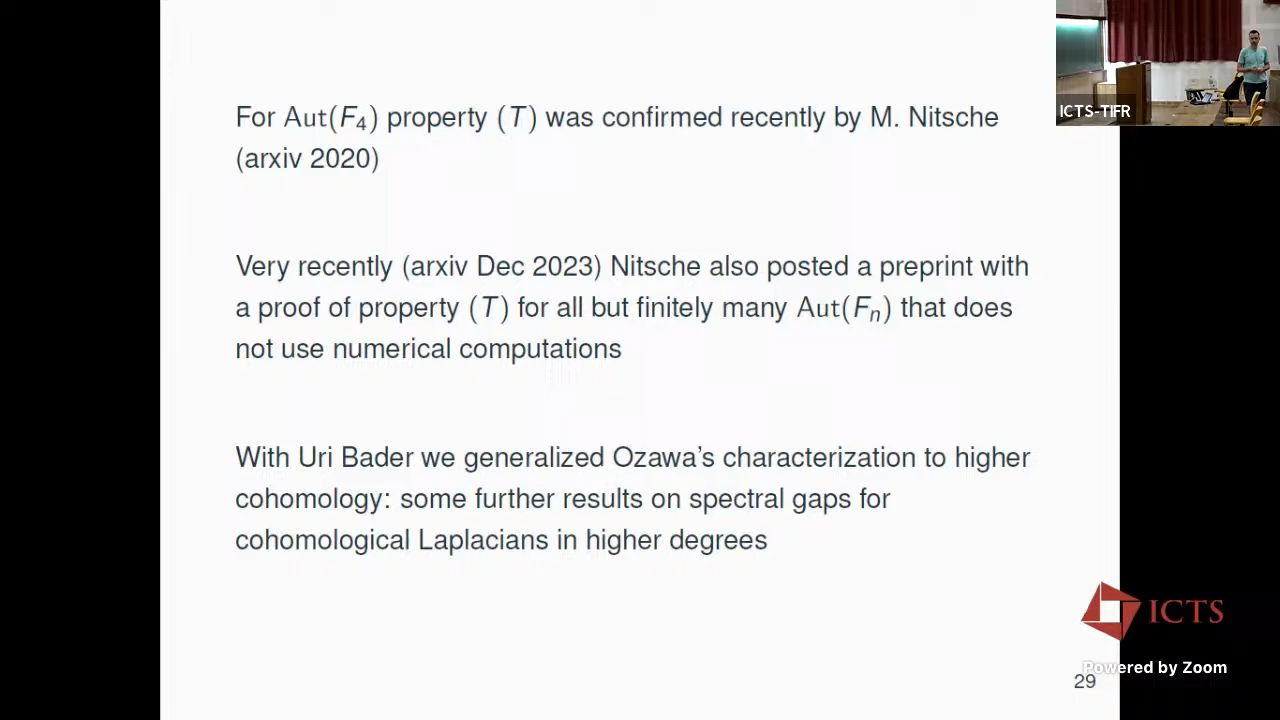 For Aut(F₄) property (T) was confirmed recently by M. Nitsche
(arxiv 2020)
Very recently (arxiv Dec 2023) Nitsche also posted a preprint with
a proof of property (T) for all but finitely many Aut(Fₙ) that does
not use numerical computations
With Uri Bader we generalized Ozawa's characterization to higher
cohomology: some further results on spectral gaps for
cohomological Laplacians in higher degrees
ICTS-TIFR
ICTS
Powered by Zoom
29